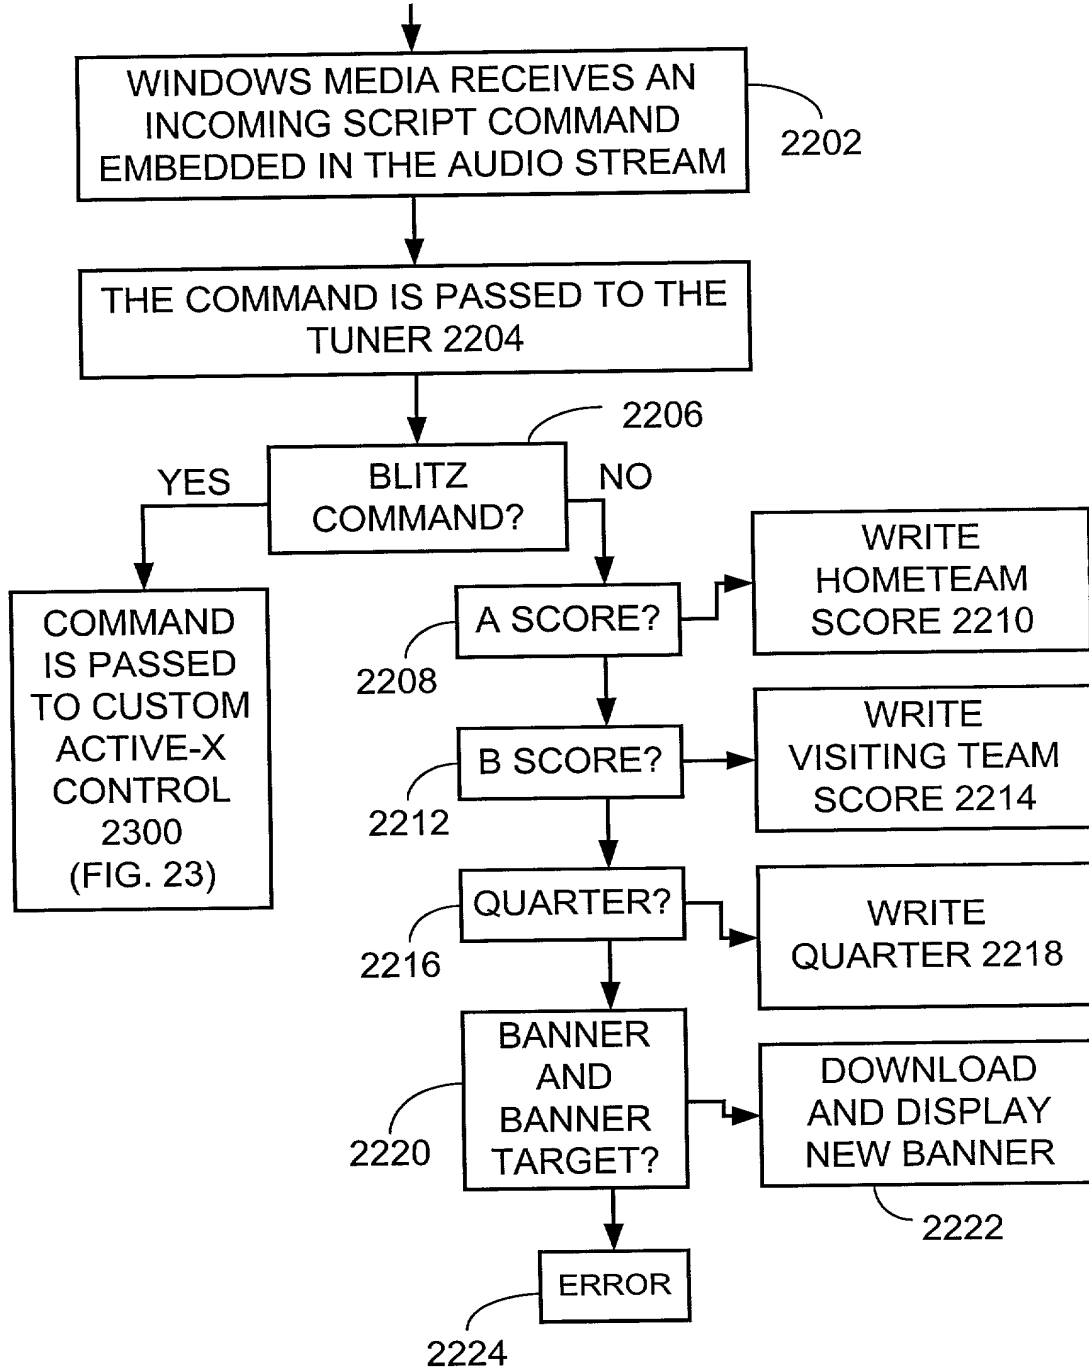 WINDOWS MEDIA RECEIVES AN
INCOMING SCRIPT COMMAND
EMBEDDED IN THE AUDIO STREAM
2202
THE COMMAND IS PASSED TO THE
TUNER 2204
2206
BLITZ
COMMAND?
YES
NO
COMMAND
IS PASSED
TO CUSTOM
ACTIVE-X
CONTROL
2300
(FIG. 23)
A SCORE?
2208
WRITE
HOMETEAM
SCORE 2210
B SCORE?
2212
WRITE
VISITING TEAM
SCORE 2214
QUARTER?
2216
WRITE
QUARTER 2218
BANNER
AND
BANNER
TARGET?
2220
DOWNLOAD
AND DISPLAY
NEW BANNER
2222
ERROR
2224